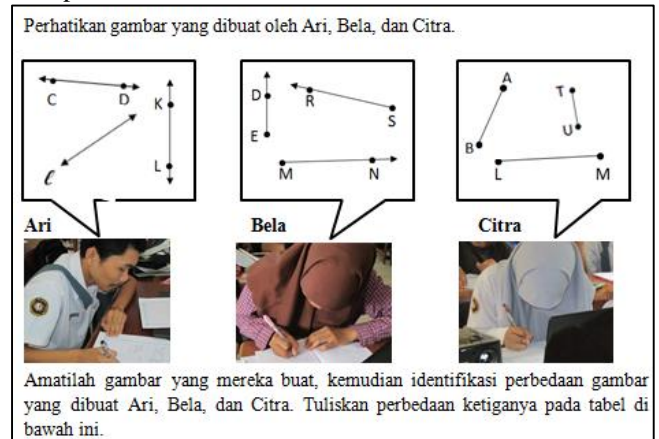 Perhatikan gambar yang dibuat oleh Ari, Bela, dan Citra.
C D K
L
ℓ
D R
E S
M N
A T
B U
L M
Ari Bela Citra
Amatilah gambar yang mereka buat, kemudian identifikasi perbedaan gambar
yang dibuat Ari, Bela, dan Citra. Tuliskan perbedaan ketiganya pada tabel di
bawah ini.